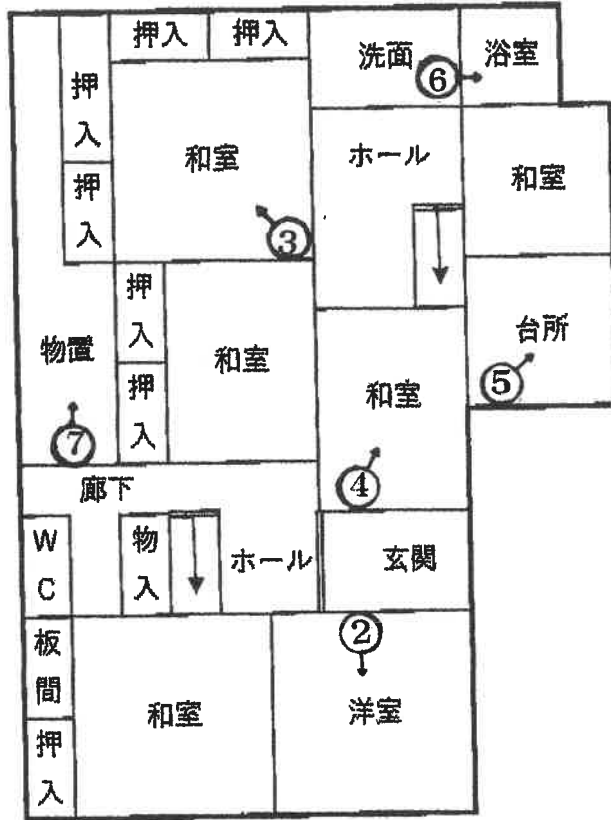 押入 押入 洗面 浴室
⑥
押入
和室 ホール 和室
押入
③
押入
物置 和室 台所
⑤
押入
和室
⑦
④
廊下
WC
物入
ホール 玄関
②
板間
和室 洋室
押入